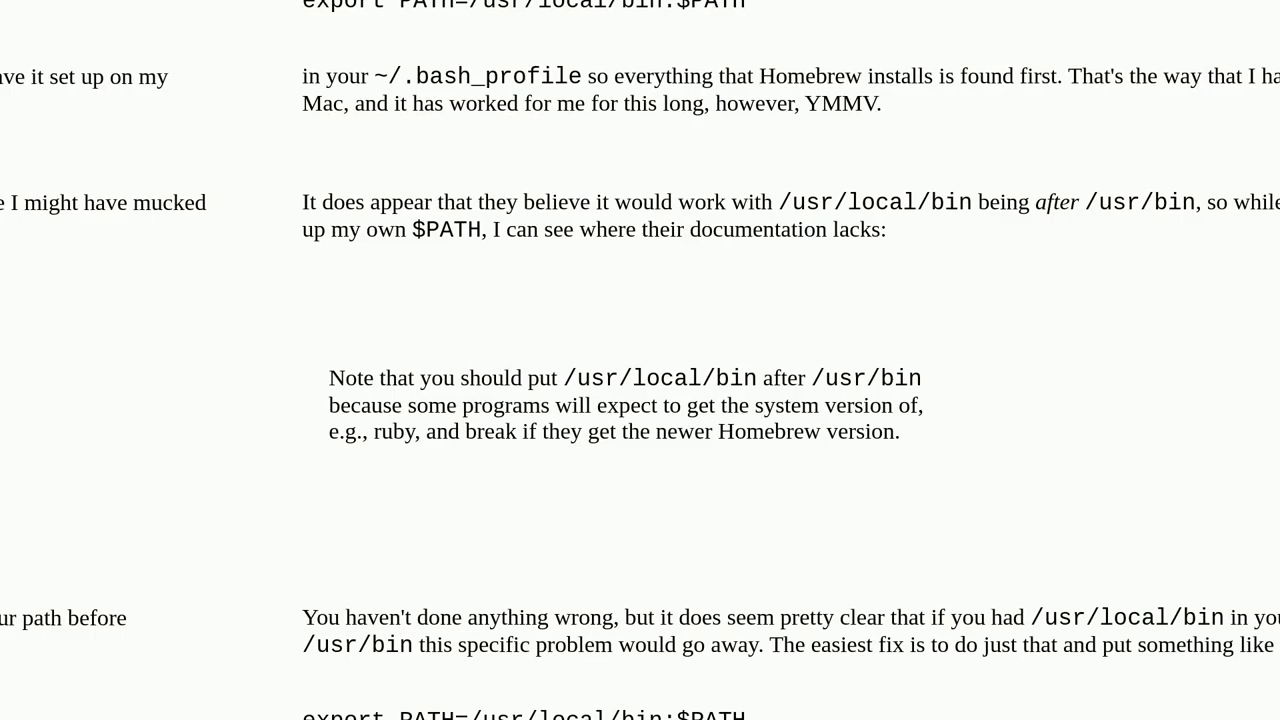 export PATH=/usr/local/bin:$PATH
ave it set up on my
in your ~/.bash_profile so everything that Homebrew installs is found first. That's the way that I ha
Mac, and it has worked for me for this long, however, YMMV.
e I might have mucked
It does appear that they believe it would work with /usr/local/bin being after /usr/bin, so while
up my own $PATH, I can see where their documentation lacks:
Note that you should put /usr/local/bin after /usr/bin
because some programs will expect to get the system version of,
e.g., ruby, and break if they get the newer Homebrew version.
ur path before
You haven't done anything wrong, but it does seem pretty clear that if you had /usr/local/bin in you
/usr/bin this specific problem would go away. The easiest fix is to do just that and put something like
export PATH=/usr/local/bin:$PATH